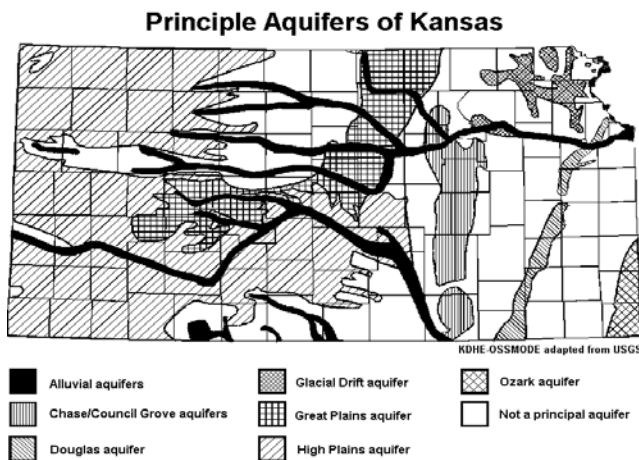 Principle Aquifers of Kansas
KDHE-OSSMODE adapted from USGS
Alluvial aquifers
Glacial Drift aquifer
Ozark aquifer
Chase/Council Grove aquifers
Great Plains aquifer
Not a principal aquifer
Douglas aquifer
High Plains aquifer